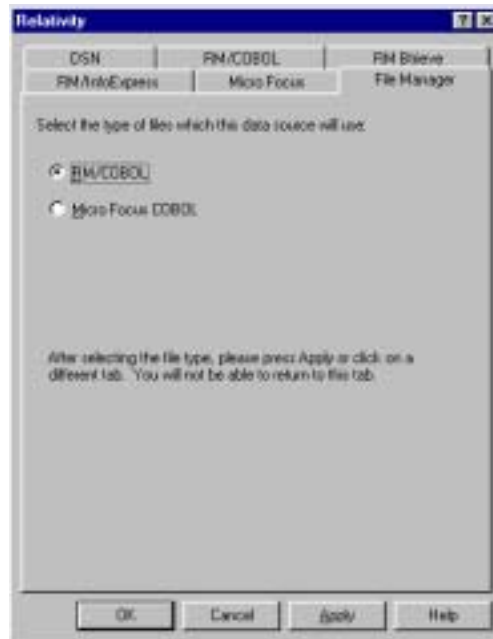 Relativity
DSN
RM/COBOL
RM Btrieve
RM/InfoExpress
Micro Focus
File Manager
Select the type of files which this data source will use:
RM/COBOL
Micro Focus COBOL
After selecting the file type, please press Apply or click on a
different tab. You will not be able to return to this tab.
OK
Cancel
Apply
Help